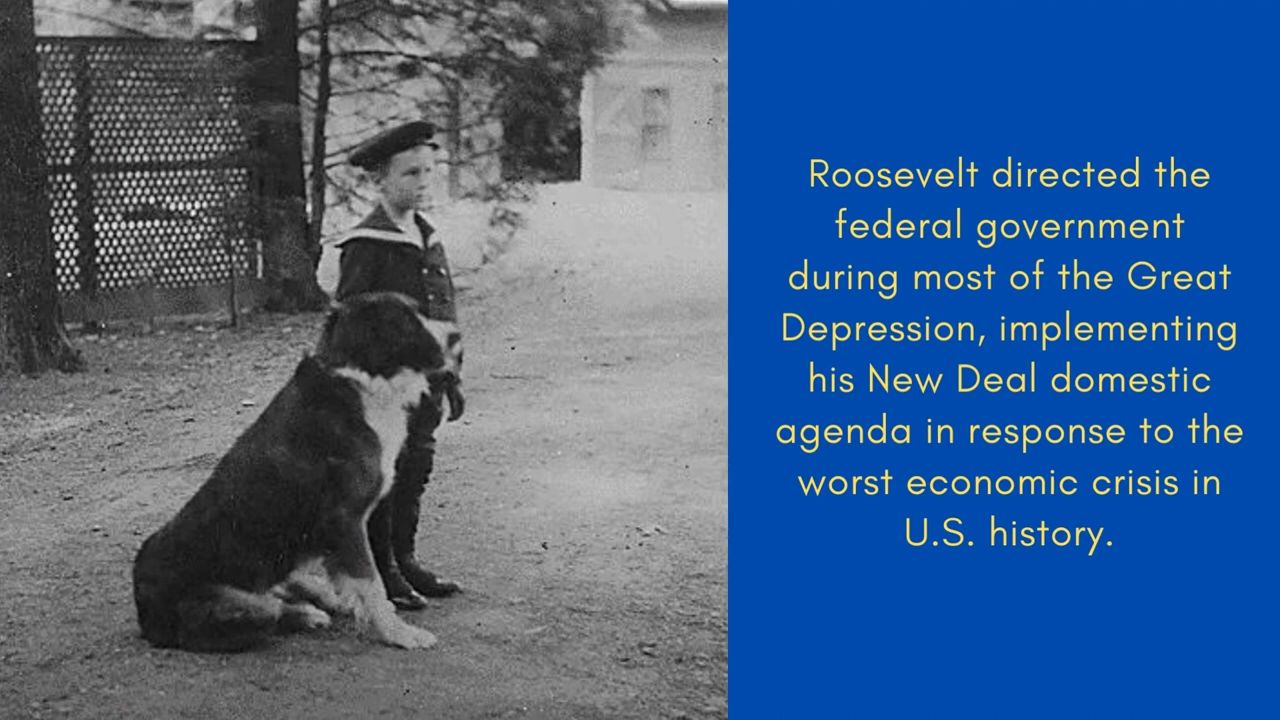 Roosevelt directed the
federal government
during most of the Great
Depression, implementing
his New Deal domestic
agenda in response to the
worst economic crisis in
U.S. history.